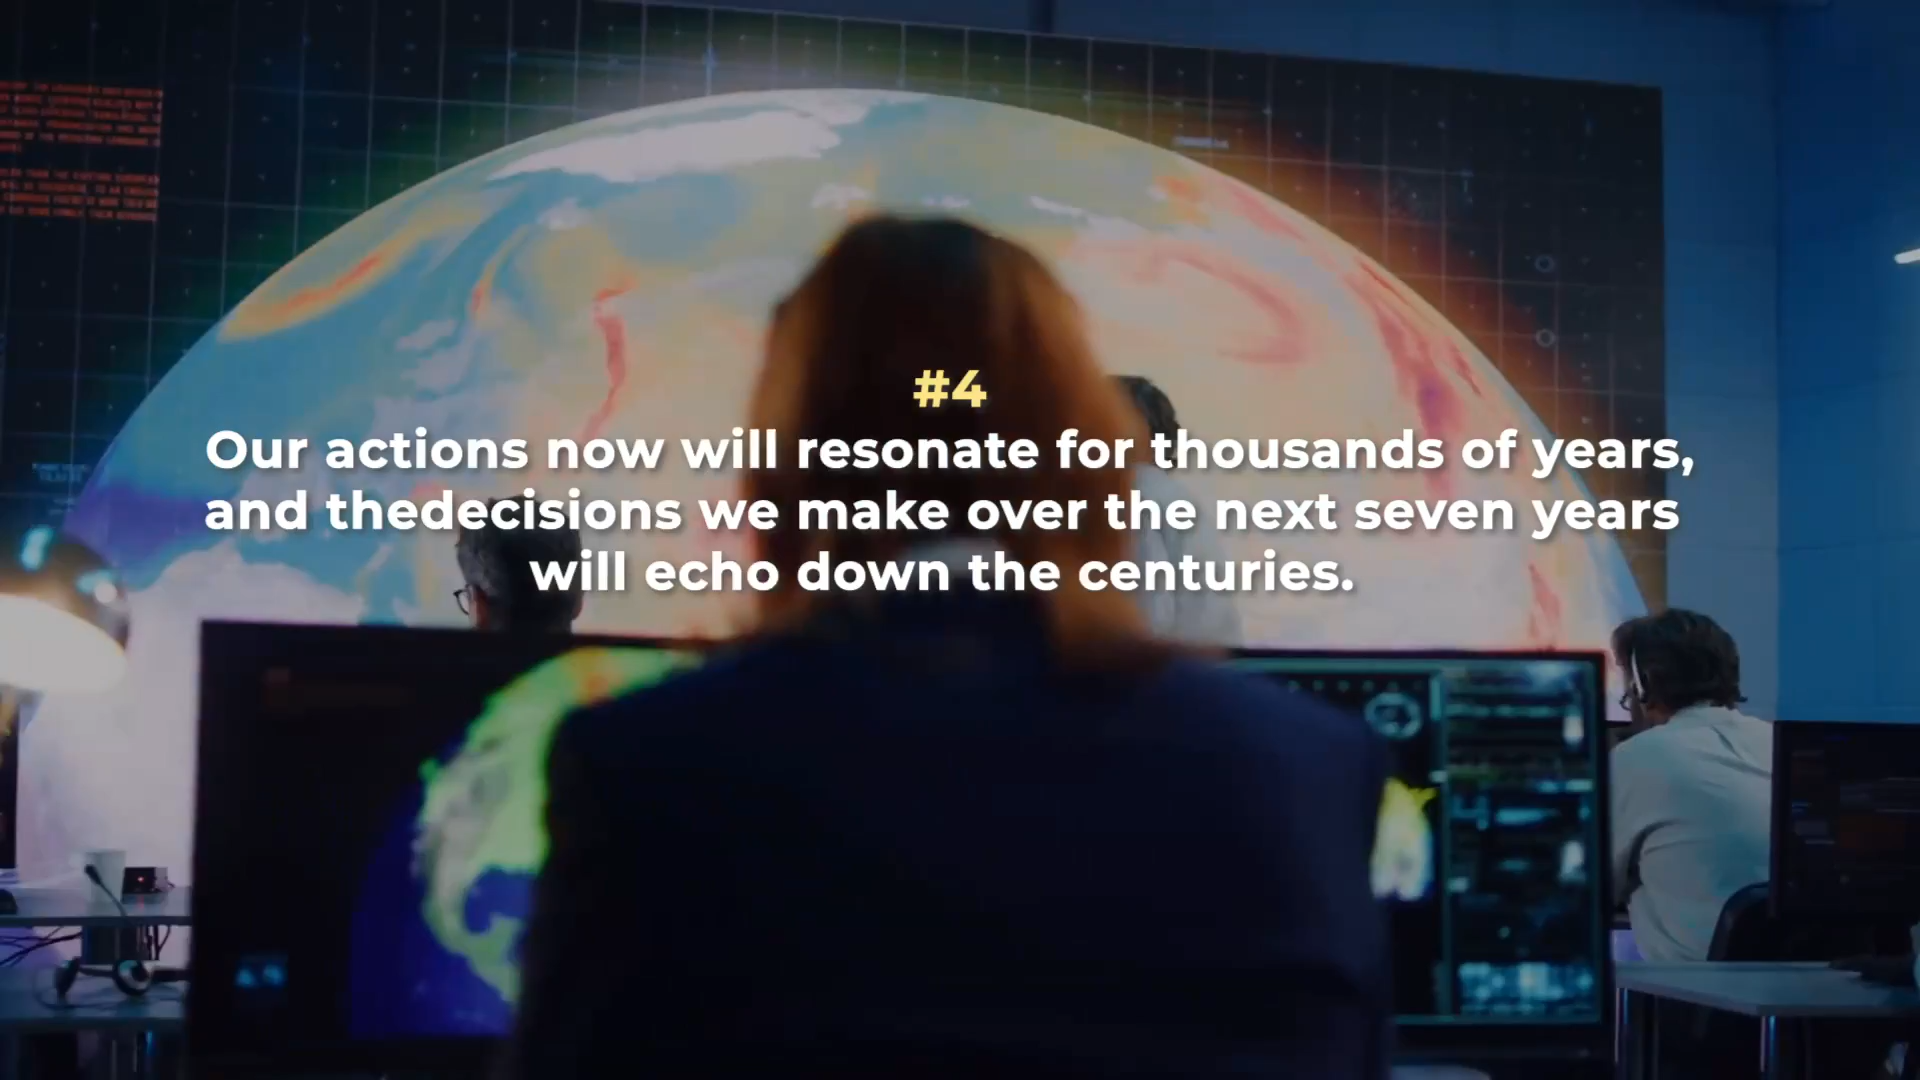 #4
Our actions now will resonate for thousands of years,
and thedecisions we make over the next seven years
will echo down the centuries.